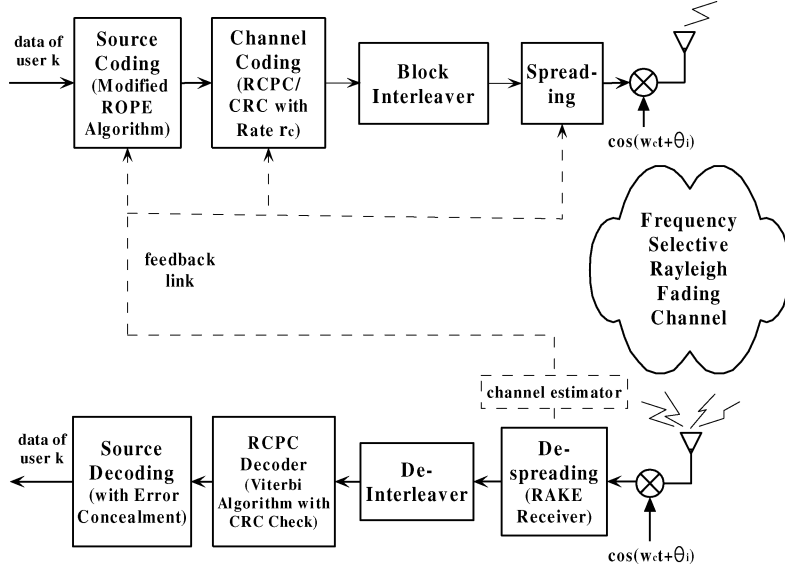 data of
user k
Source
Coding
(Modified
ROPE
Algorithm)
Channel
Coding
(RCPC/
CRC with
Rate rc)
Block
Interleaver
Spread-
ing
cos(wct+θi)
feedback
link
Frequency
Selective
Rayleigh
Fading
Channel
channel estimator
data of
user k
Source
Decoding
(with Error
Concealment)
RCPC
Decoder
(Viterbi
Algorithm with
CRC Check)
De-
Interleaver
De-
spreading
(RAKE
Receiver)
cos(wct+θi)